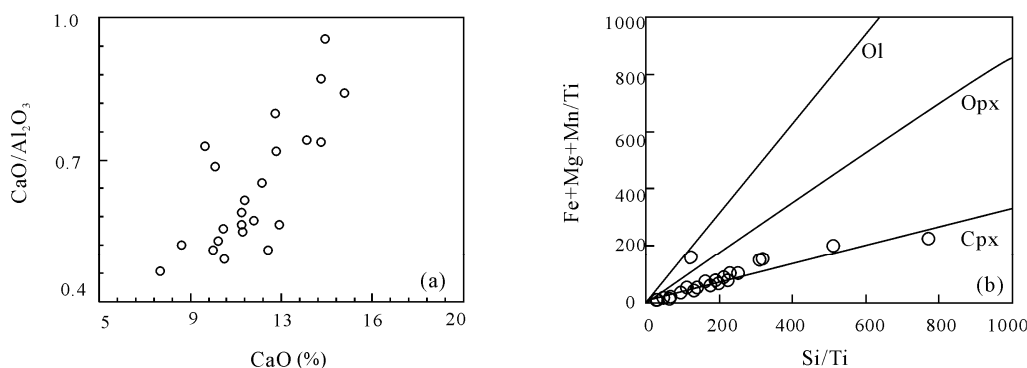 1.0
0.7
0.4
CaO/Al₂O₃
(a)
5 9 13 16 20
CaO (%)
1000
800
600
400
200
0
Fe+Mg+Mn/Ti
Ol
Opx
Cpx
(b)
0 200 400 600 800 1000
Si/Ti